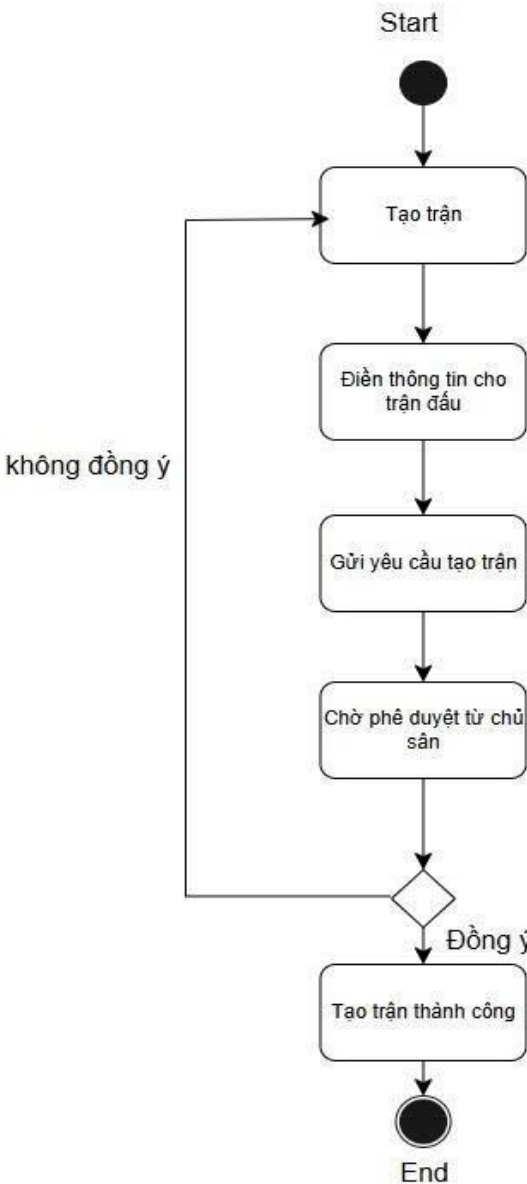 Start
Tạo trận
Điền thông tin cho
trận đấu
không đồng ý
Gửi yêu cầu tạo trận
Chờ phê duyệt từ chủ
sân
Đồng ý
Tạo trận thành công
End